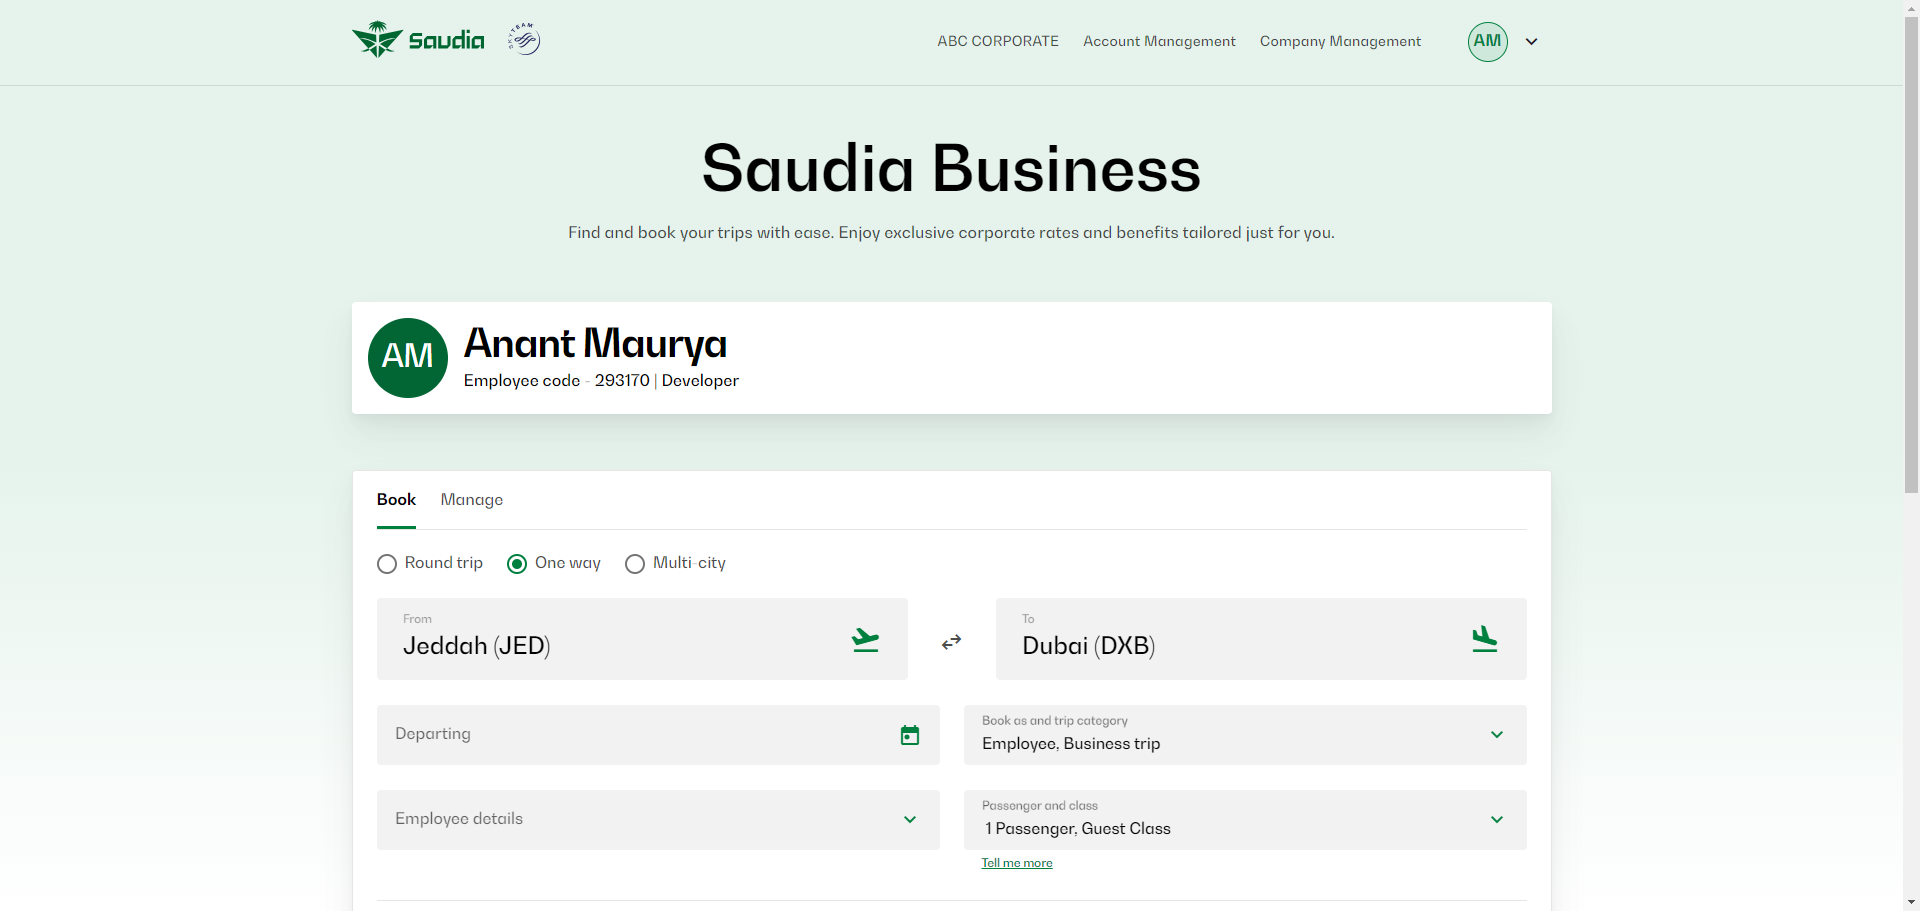 Saudia
SKYTEAM
ABC CORPORATE
Account Management
Company Management
AM
Saudia Business
Find and book your trips with ease. Enjoy exclusive corporate rates and benefits tailored just for you.
AM
Anant Maurya
Employee code - 293170 | Developer
Book
Manage
Round trip
One way
Multi-city
From
Jeddah (JED)
To
Dubai (DXB)
Departing
Book as and trip category
Employee, Business trip
Employee details
Passenger and class
1 Passenger, Guest Class
Tell me more